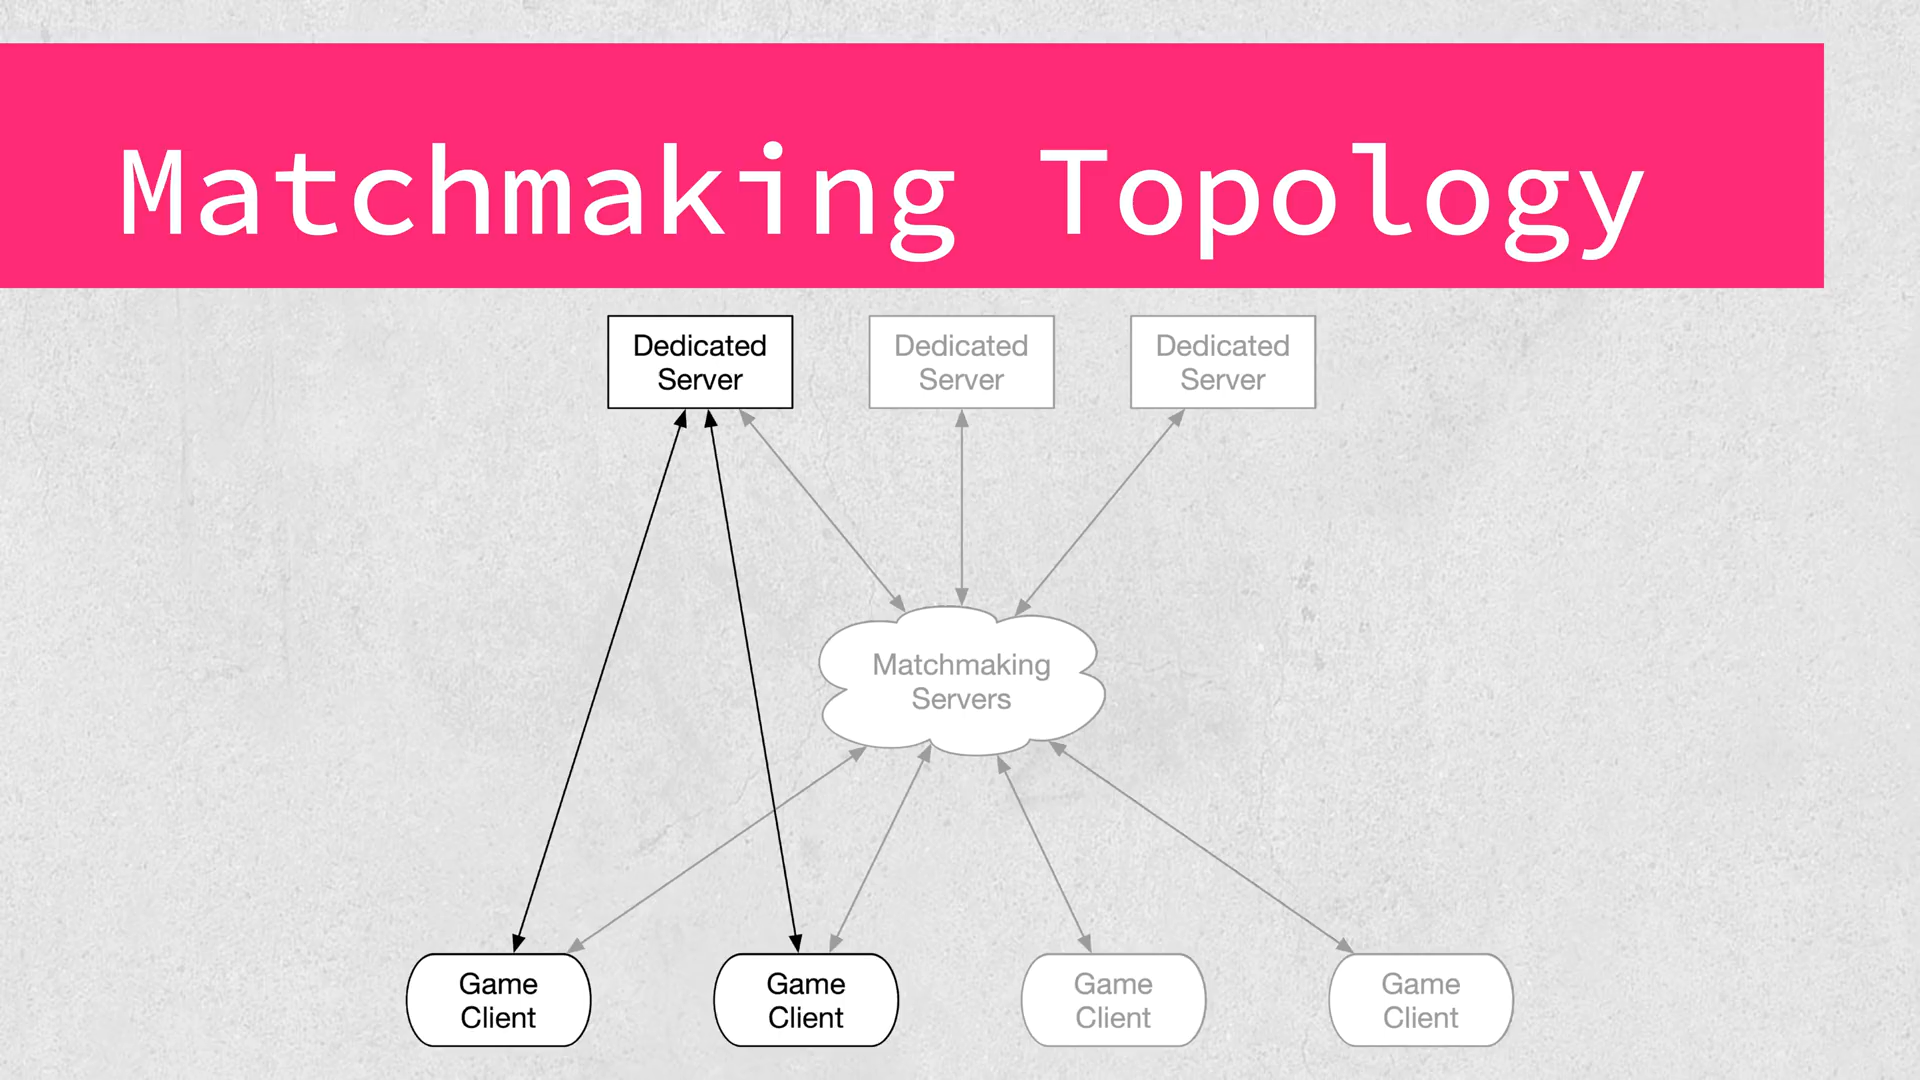 Matchmaking Topology
Dedicated
Server
Dedicated
Server
Dedicated
Server
Matchmaking
Servers
Game
Client
Game
Client
Game
Client
Game
Client